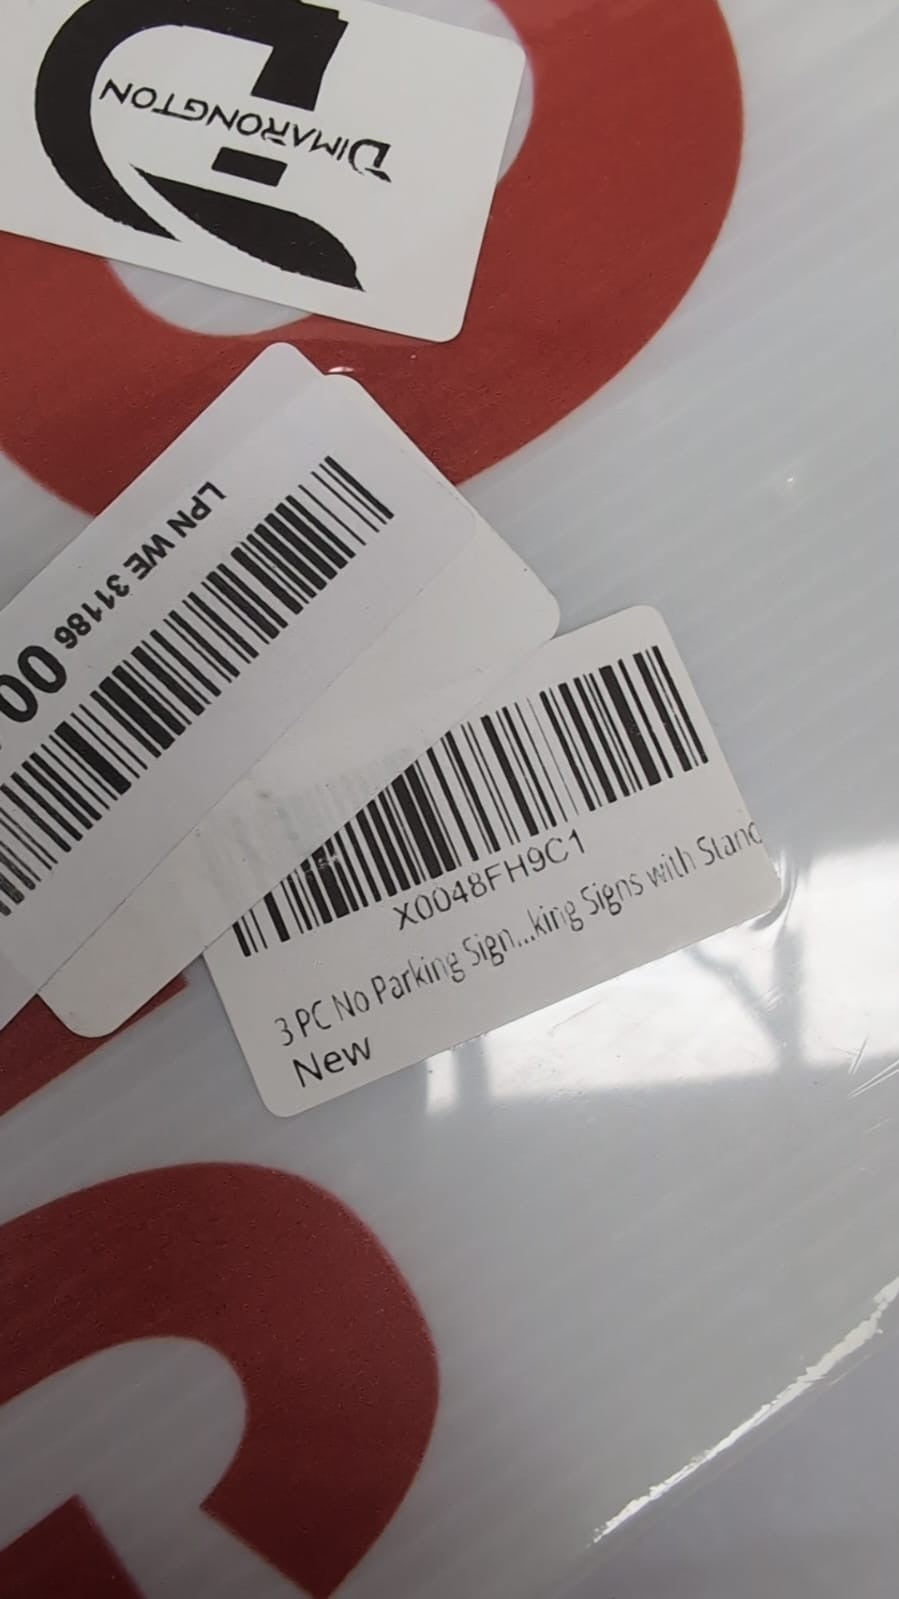 DIMARONGTON
LPN WE 31186 00
X0048FH9C1
3 PC No Parking Sign...king Signs with Stand
New